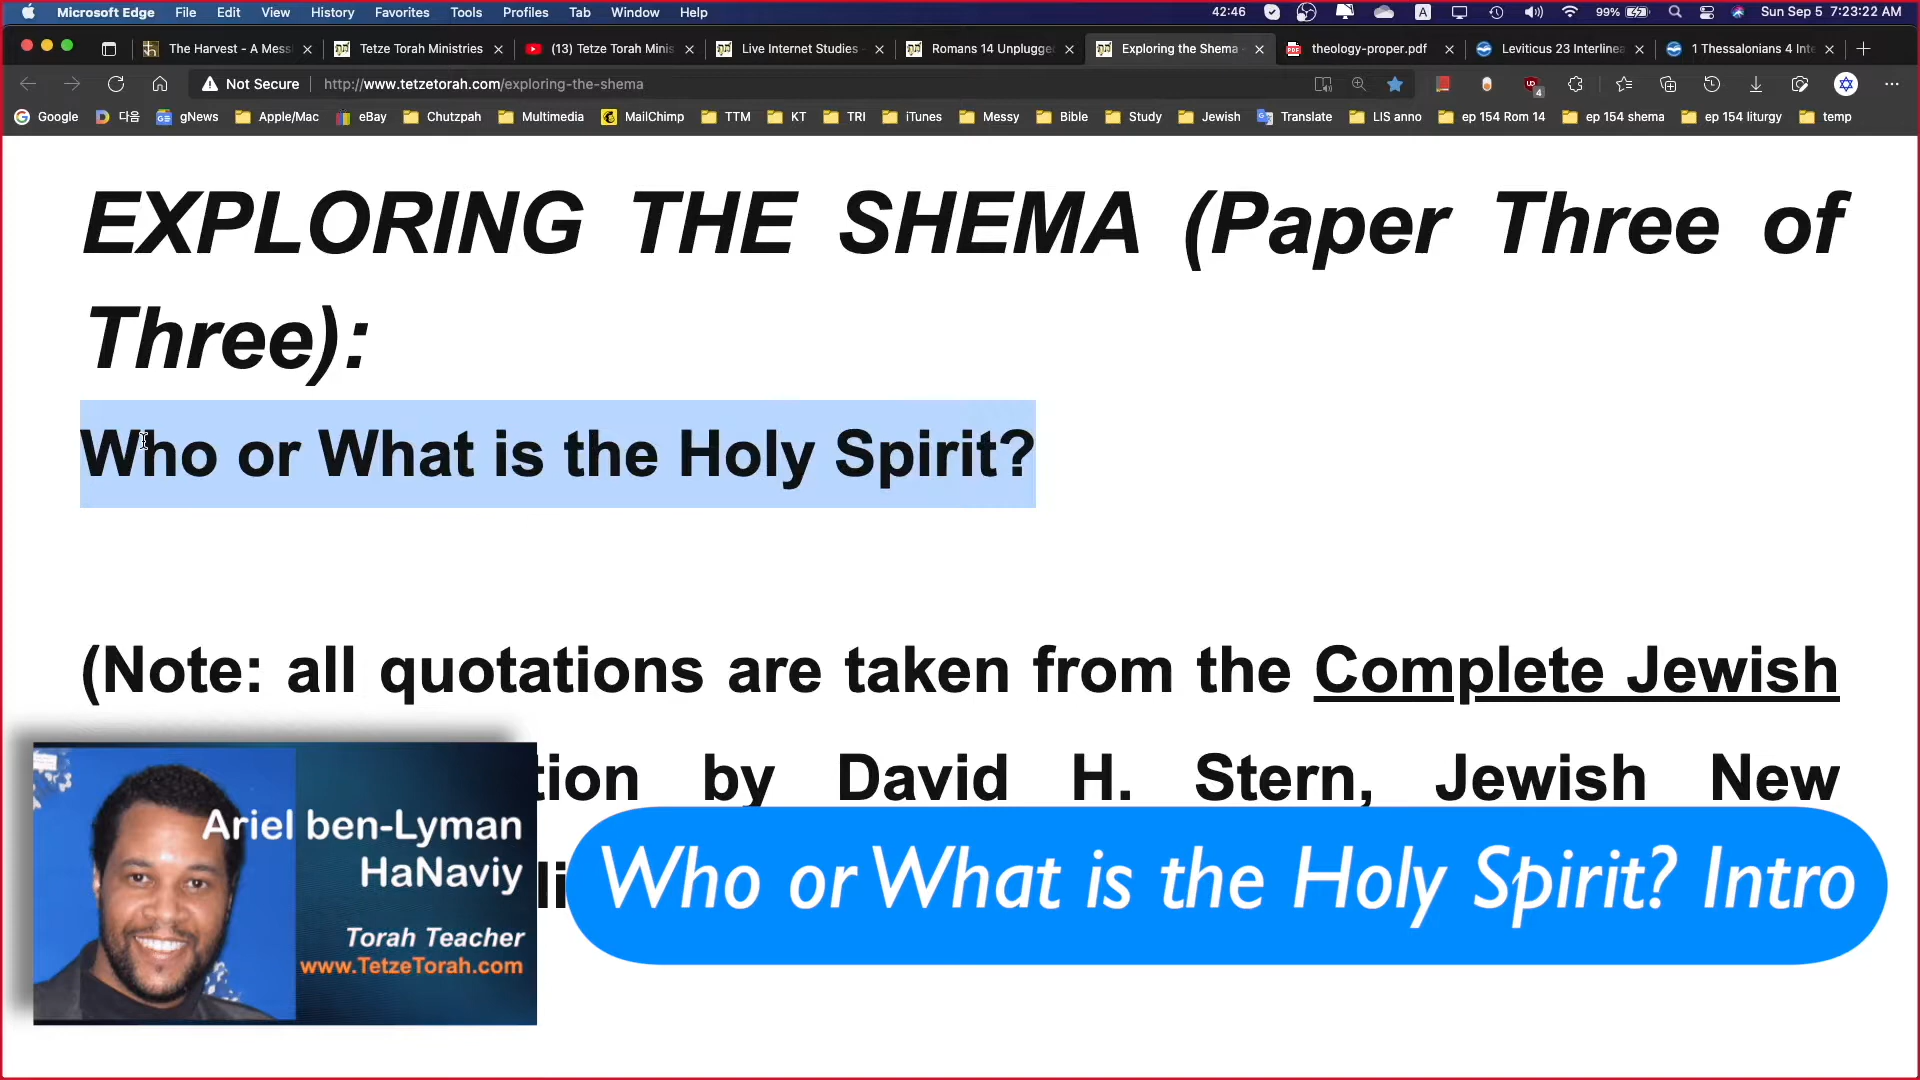 Microsoft Edge File Edit View History Favorites Tools Profiles Tab Window Help 42:46 A 99% Sun Sep 5 7:23:22 AM
The Harvest - A Mess Tetze Torah Ministries (13) Tetze Torah Minis Live Internet Studies Romans 14 Unplugge Exploring the Shema theology-proper.pdf Leviticus 23 Interlinea 1 Thessalonians 4 Inte
Not Secure http://www.tetzetorah.com/exploring-the-shema
Google 다음 gNews Apple/Mac eBay Chutzpah Multimedia MailChimp TTM KT TRI iTunes Messy Bible Study Jewish Translate LIS anno ep 154 Rom 14 ep 154 shema ep 154 liturgy temp
EXPLORING THE SHEMA (Paper Three of
Three):
Who or What is the Holy Spirit?
(Note: all quotations are taken from the Complete Jewish
tion by David H. Stern, Jewish New
li
Ariel ben-Lyman
HaNaviy
Torah Teacher
www.TetzeTorah.com
Who or What is the Holy Spirit? Intro